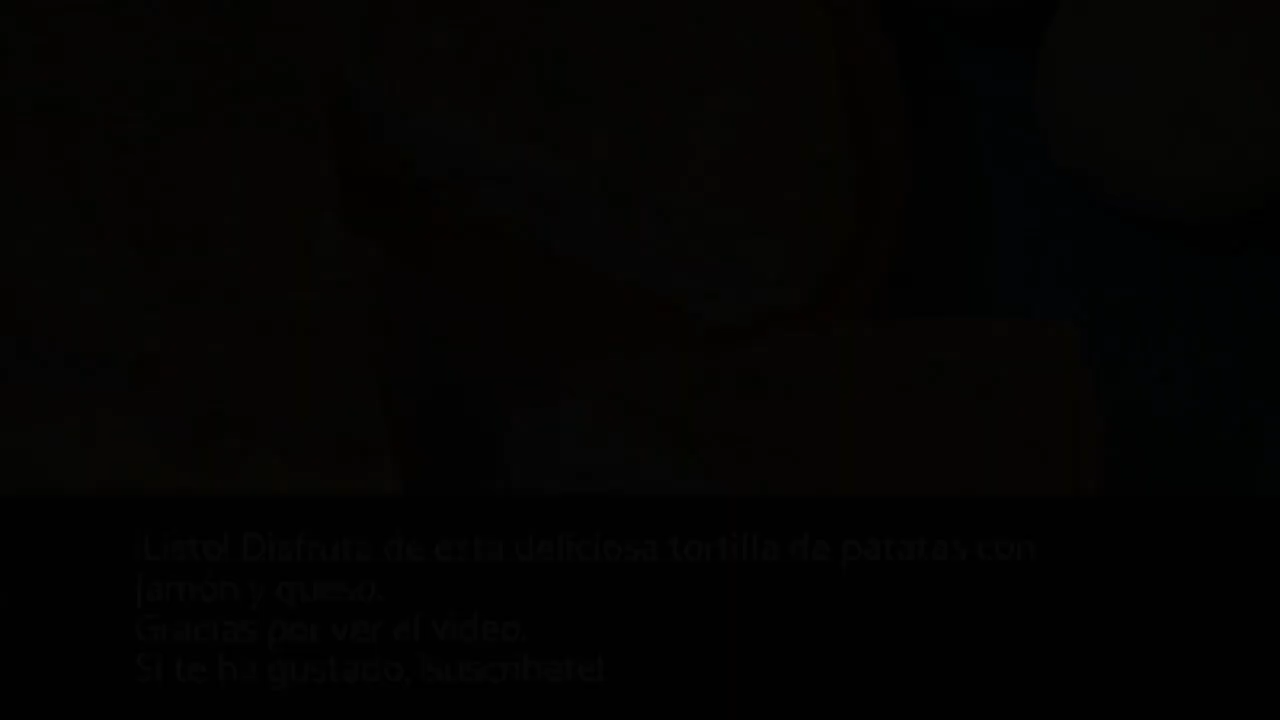 ¡Listo! Disfruta de esta deliciosa tortilla de patatas con
jamón y queso.
Gracias por ver el vídeo.
Si te ha gustado, ¡suscríbete!